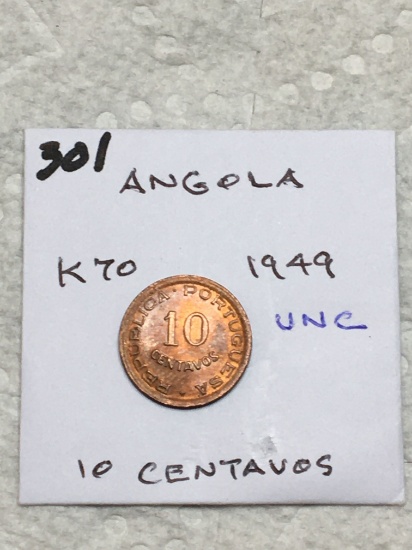 301
ANGOLA
K70 1949
UNC
REPUBLICA · PORTUGUESA
10
CENTAVOS
10 CENTAVOS